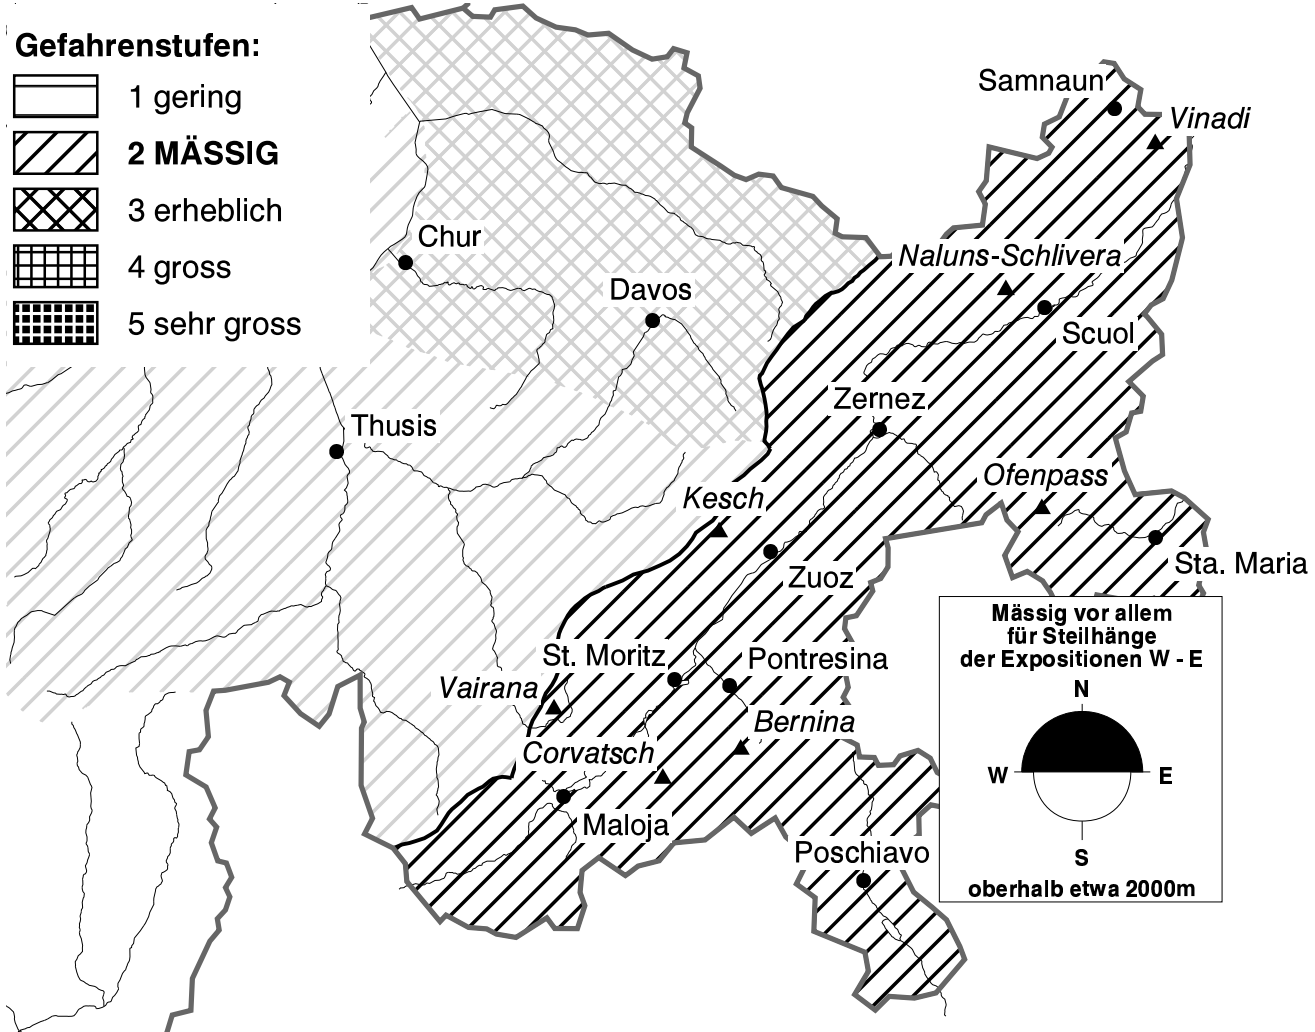 Gefahrenstufen:
1 gering
2 MÄSSIG
3 erheblich
4 gross
5 sehr gross
Samnaun
Vinadi
Chur
Naluns-Schlivera
Davos
Scuol
Zernez
Thusis
Ofenpass
Kesch
Sta. Maria
Zuoz
St. Moritz
Pontresina
Vairana
Bernina
Corvatsch
Maloja
Poschiavo
Mässig vor allem
für Steilhänge
der Expositionen W - E
N
W E
S
oberhalb etwa 2000m